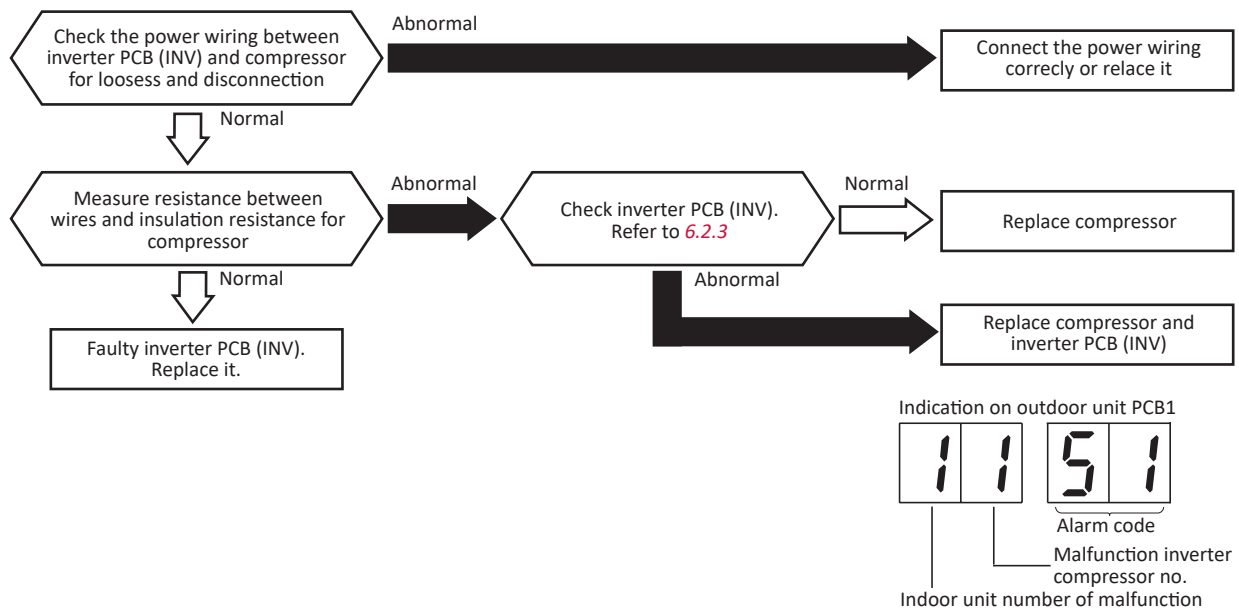 Check the power wiring between
inverter PCB (INV) and compressor
for loosess and disconnection
Abnormal
Connect the power wiring
correcly or relace it
Normal
Measure resistance between
wires and insulation resistance for
compressor
Abnormal
Check inverter PCB (INV).
Refer to 6.2.3
Normal
Replace compressor
Normal
Abnormal
Faulty inverter PCB (INV).
Replace it.
Replace compressor and
inverter PCB (INV)
Indication on outdoor unit PCB1
1 1 5 1
Alarm code
Malfunction inverter
compressor no.
Indoor unit number of malfunction